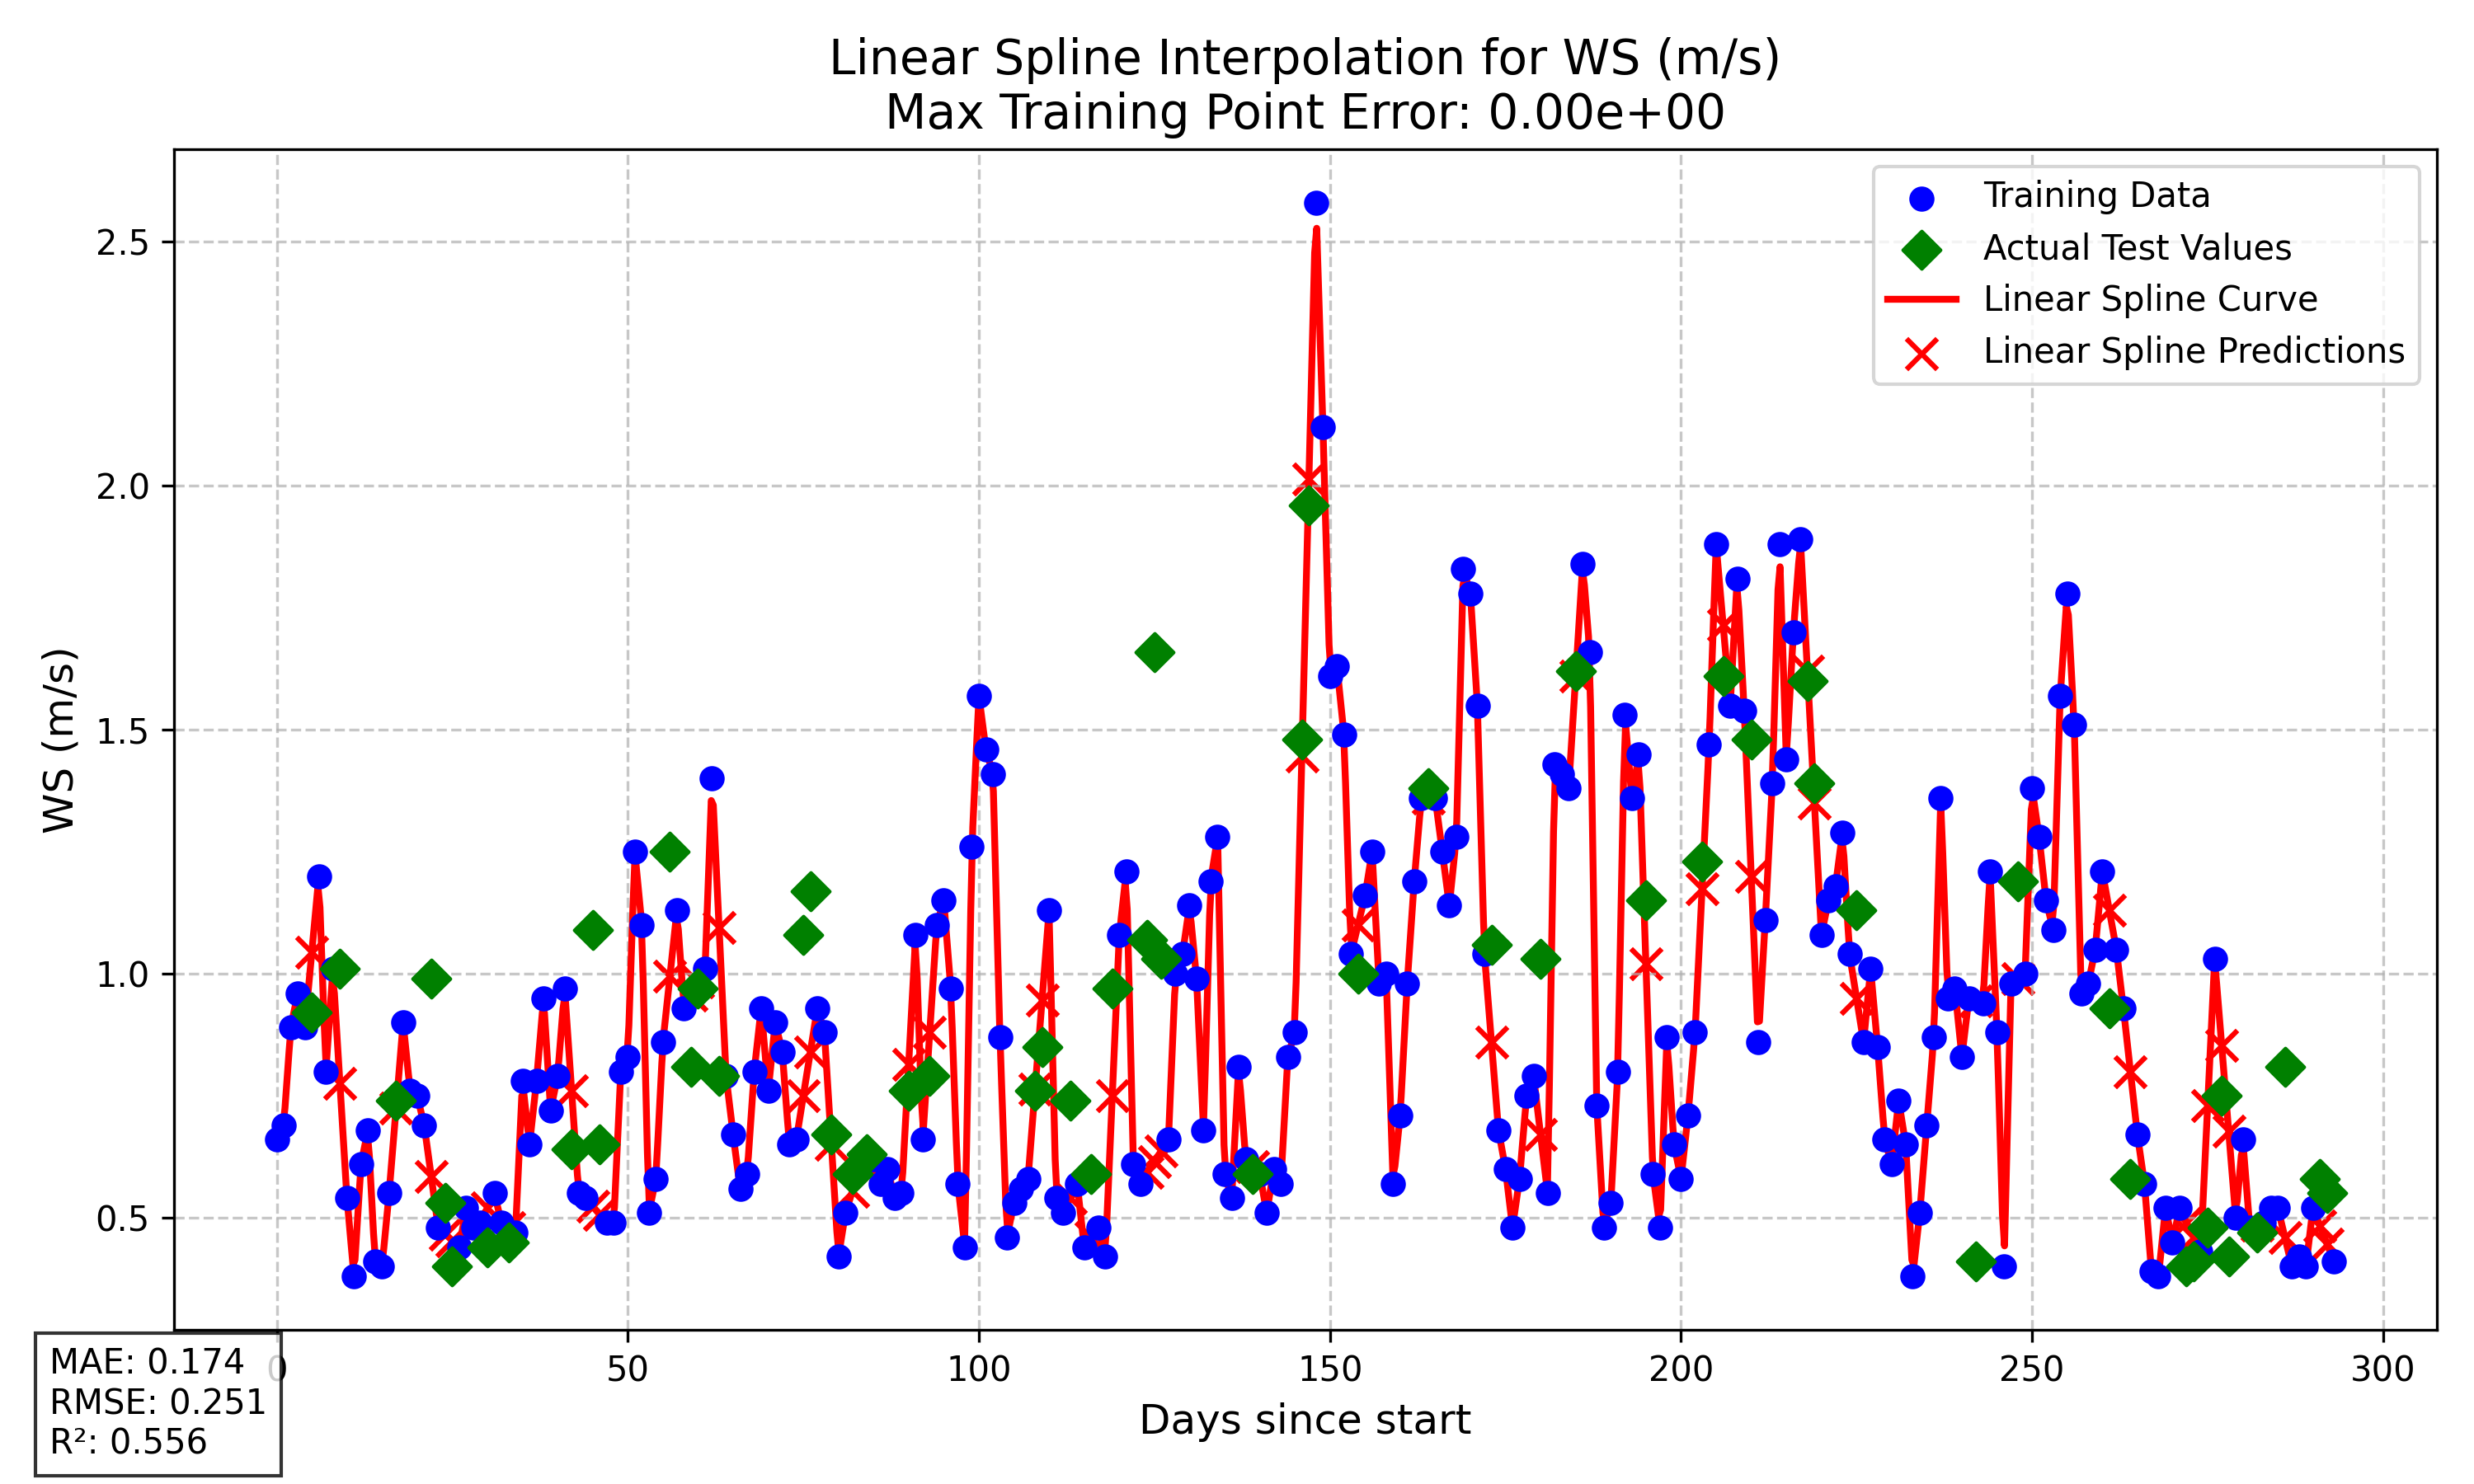 Linear Spline Interpolation for WS (m/s)
Max Training Point Error: 0.00e+00
Training Data
Actual Test Values
Linear Spline Curve
Linear Spline Predictions
WS (m/s)
2.5
2.0
1.5
1.0
0.5
0
50
100
150
200
250
300
Days since start
MAE: 0.174
RMSE: 0.251
R²: 0.556